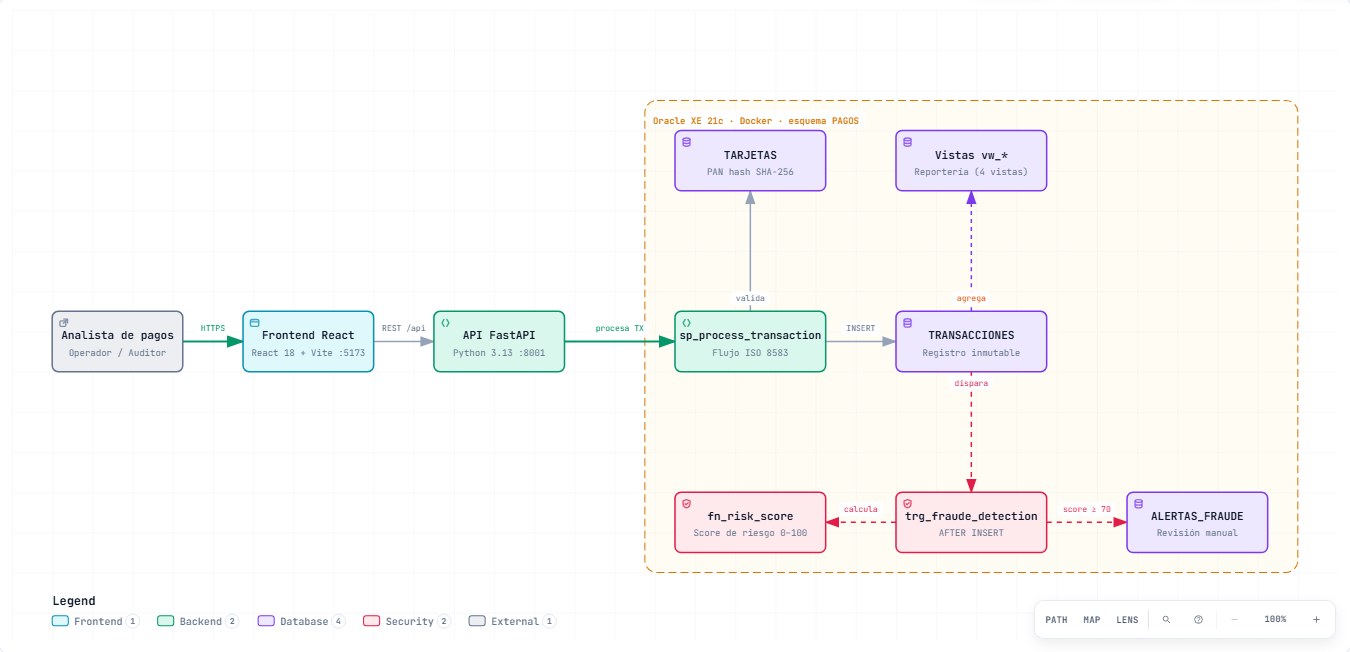 Oracle XE 21c · Docker · esquema PAGOS
TARJETAS
PAN hash SHA-256
Vistas vw_*
Reportería (4 vistas)
valida
agrega
Analista de pagos
Operador / Auditor
HTTPS
Frontend React
React 18 + Vite :5173
REST /api
API FastAPI
Python 3.13 :8001
procesa TX
sp_process_transaction
Flujo ISO 8583
INSERT
TRANSACCIONES
Registro inmutable
dispara
fn_risk_score
Score de riesgo 0–100
calcula
trg_fraude_detection
AFTER INSERT
score ≥ 70
ALERTAS_FRAUDE
Revisión manual
Legend
Frontend 1
Backend 2
Database 4
Security 2
External 1
PATH MAP LENS
− 100% +